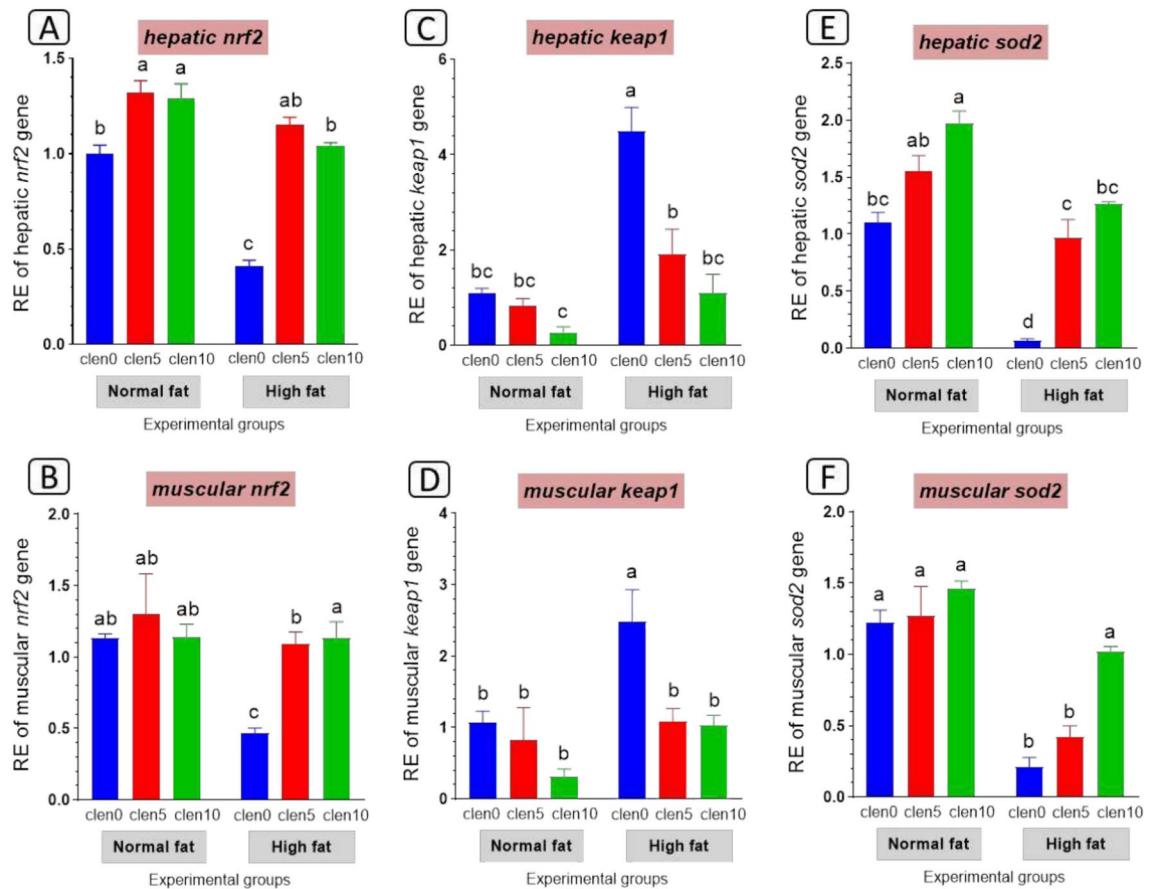 A
hepatic nrf2
RE of hepatic nrf2 gene
1.5
1.0
0.5
0.0
b
a
a
c
ab
b
clen0 clen5 clen10 clen0 clen5 clen10
Normal fat High fat
Experimental groups
C
hepatic keap1
RE of hepatic keap1 gene
6
4
2
0
bc
bc
c
a
b
bc
clen0 clen5 clen10 clen0 clen5 clen10
Normal fat High fat
Experimental groups
E
hepatic sod2
RE of hepatic sod2 gene
2.5
2.0
1.5
1.0
0.5
0.0
bc
ab
a
d
c
bc
clen0 clen5 clen10 clen0 clen5 clen10
Normal fat High fat
Experimental groups
B
muscular nrf2
RE of muscular nrf2 gene
2.0
1.5
1.0
0.5
0.0
ab
ab
ab
c
b
a
clen0 clen5 clen10 clen0 clen5 clen10
Normal fat High fat
Experimental groups
D
muscular keap1
RE of muscular keap1 gene
4
3
2
1
0
b
b
b
a
b
b
clen0 clen5 clen10 clen0 clen5 clen10
Normal fat High fat
Experimental groups
F
muscular sod2
RE of muscular sod2 gene
2.0
1.5
1.0
0.5
0.0
a
a
a
b
b
a
clen0 clen5 clen10 clen0 clen5 clen10
Normal fat High fat
Experimental groups